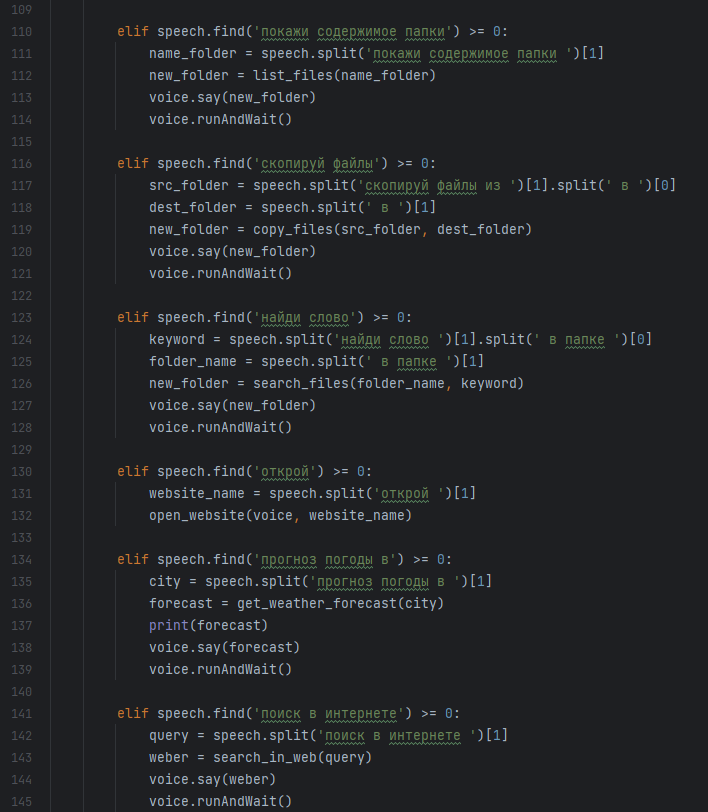 109
110 elif speech.find('покажи содержимое папки') >= 0:
111 name_folder = speech.split('покажи содержимое папки ')[1]
112 new_folder = list_files(name_folder)
113 voice.say(new_folder)
114 voice.runAndWait()
115
116 elif speech.find('скопируй файлы') >= 0:
117 src_folder = speech.split('скопируй файлы из ')[1].split(' в ')[0]
118 dest_folder = speech.split(' в ')[1]
119 new_folder = copy_files(src_folder, dest_folder)
120 voice.say(new_folder)
121 voice.runAndWait()
122
123 elif speech.find('найди слово') >= 0:
124 keyword = speech.split('найди слово ')[1].split(' в папке ')[0]
125 folder_name = speech.split(' в папке ')[1]
126 new_folder = search_files(folder_name, keyword)
127 voice.say(new_folder)
128 voice.runAndWait()
129
130 elif speech.find('открой') >= 0:
131 website_name = speech.split('открой ')[1]
132 open_website(voice, website_name)
133
134 elif speech.find('прогноз погоды в') >= 0:
135 city = speech.split('прогноз погоды в ')[1]
136 forecast = get_weather_forecast(city)
137 print(forecast)
138 voice.say(forecast)
139 voice.runAndWait()
140
141 elif speech.find('поиск в интернете') >= 0:
142 query = speech.split('поиск в интернете ')[1]
143 weber = search_in_web(query)
144 voice.say(weber)
145 voice.runAndWait()